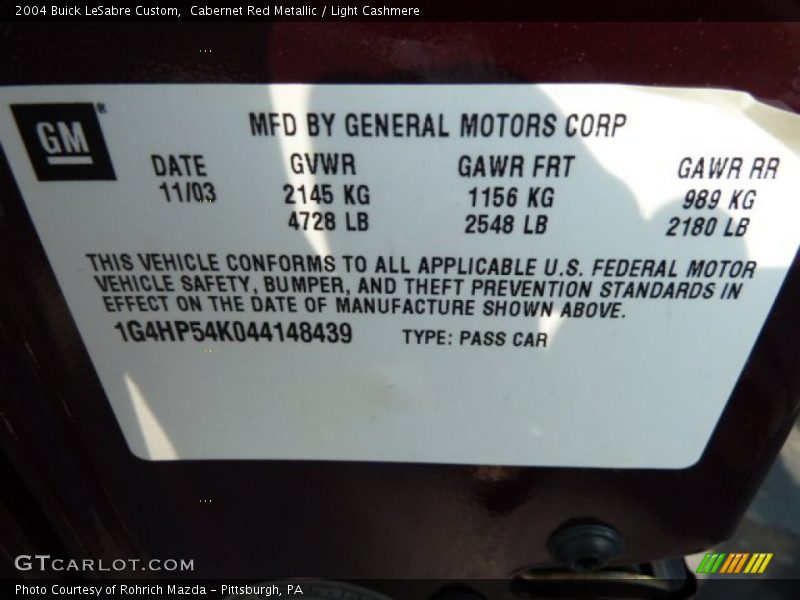 2004 Buick LeSabre Custom,  Cabernet Red Metallic / Light Cashmere
GM®
MFD BY GENERAL MOTORS CORP
DATE GVWR GAWR FRT GAWR RR
11/03 2145 KG 1156 KG 989 KG
4728 LB 2548 LB 2180 LB
THIS VEHICLE CONFORMS TO ALL APPLICABLE U.S. FEDERAL MOTOR
VEHICLE SAFETY, BUMPER, AND THEFT PREVENTION STANDARDS IN
EFFECT ON THE DATE OF MANUFACTURE SHOWN ABOVE.
1G4HP54K044148439 TYPE: PASS CAR
GTCARLOT.COM
Photo Courtesy of Rohrich Mazda - Pittsburgh, PA